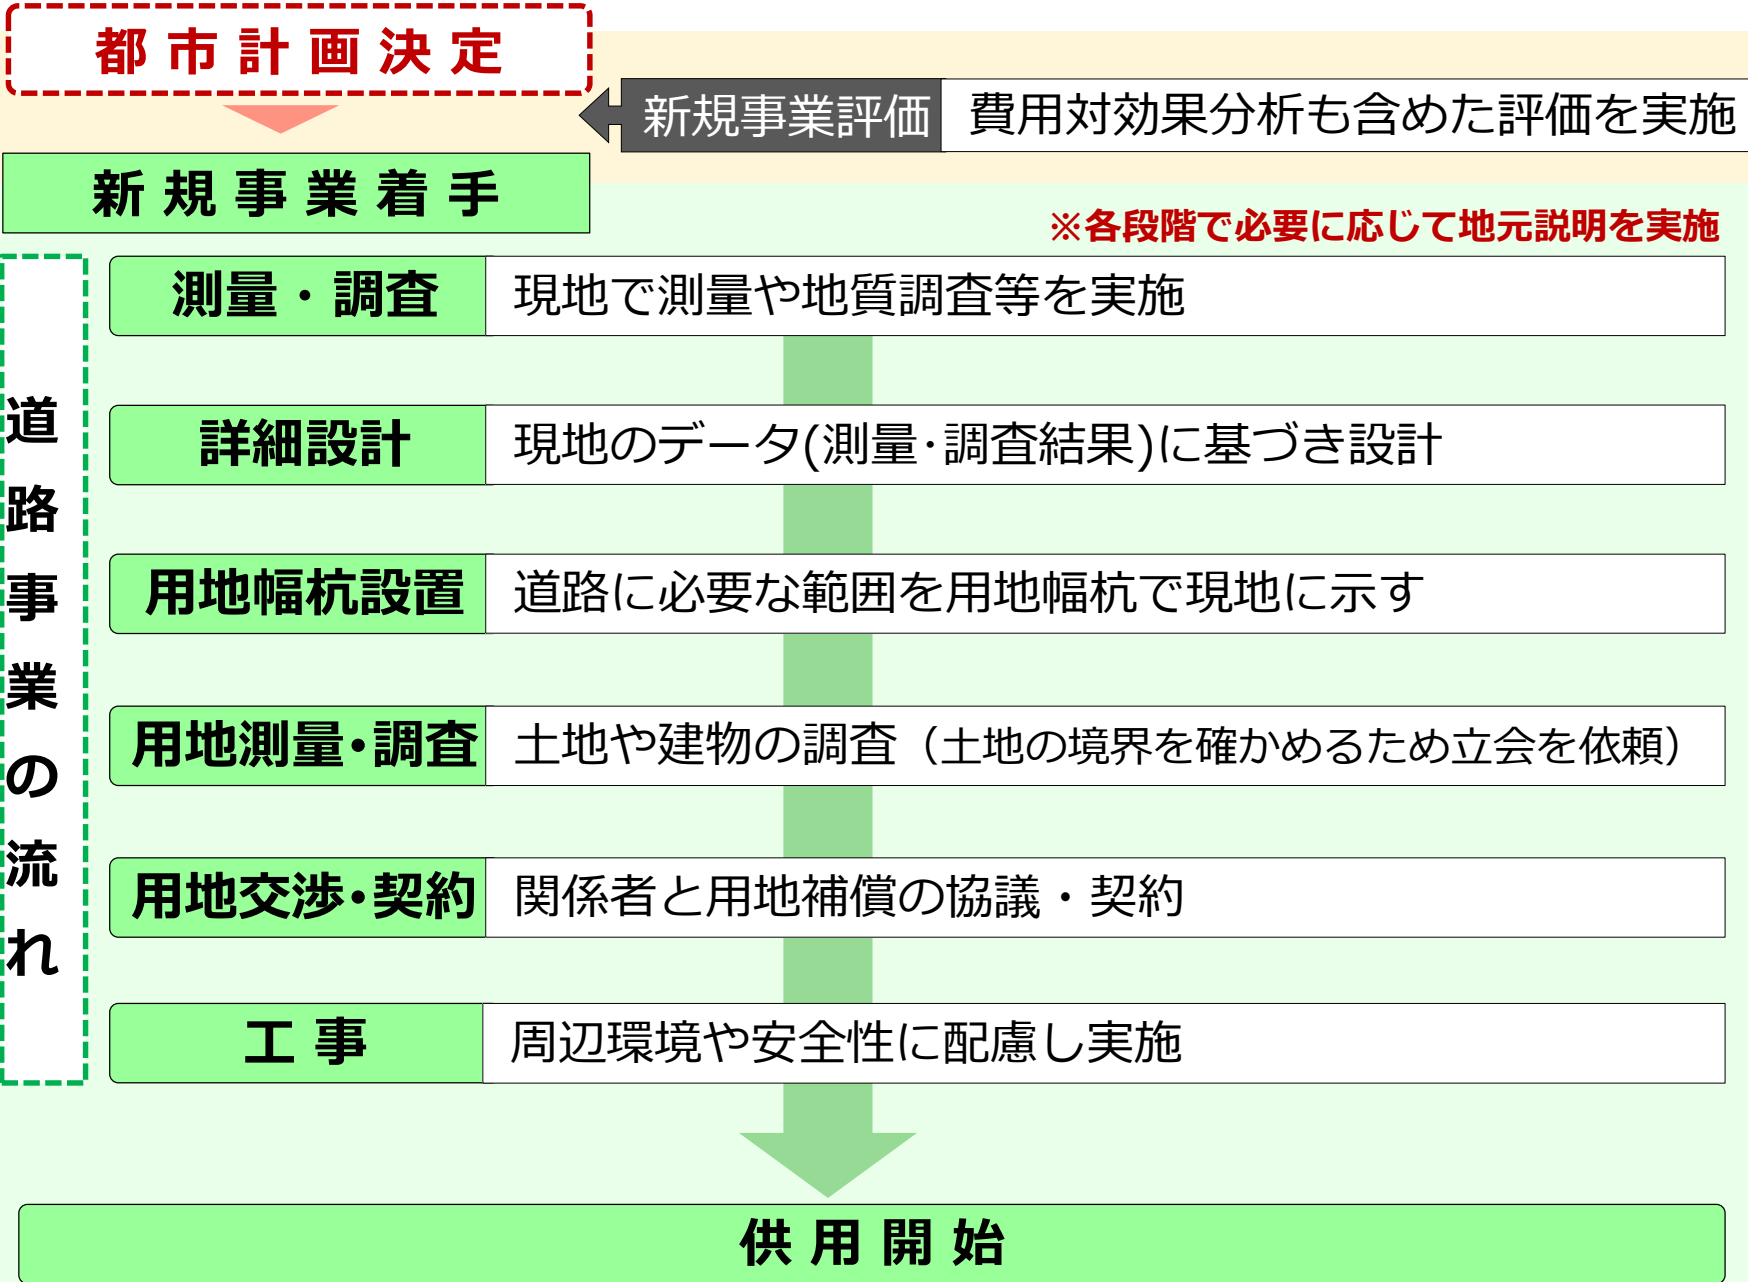 都市計画決定
新規事業評価 費用対効果分析も含めた評価を実施
新規事業着手
※各段階で必要に応じて地元説明を実施
道路事業の流れ
測量・調査 現地で測量や地質調査等を実施
詳細設計 現地のデータ(測量･調査結果)に基づき設計
用地幅杭設置 道路に必要な範囲を用地幅杭で現地に示す
用地測量･調査 土地や建物の調査（土地の境界を確かめるため立会を依頼）
用地交渉･契約 関係者と用地補償の協議・契約
工事 周辺環境や安全性に配慮し実施
供用開始